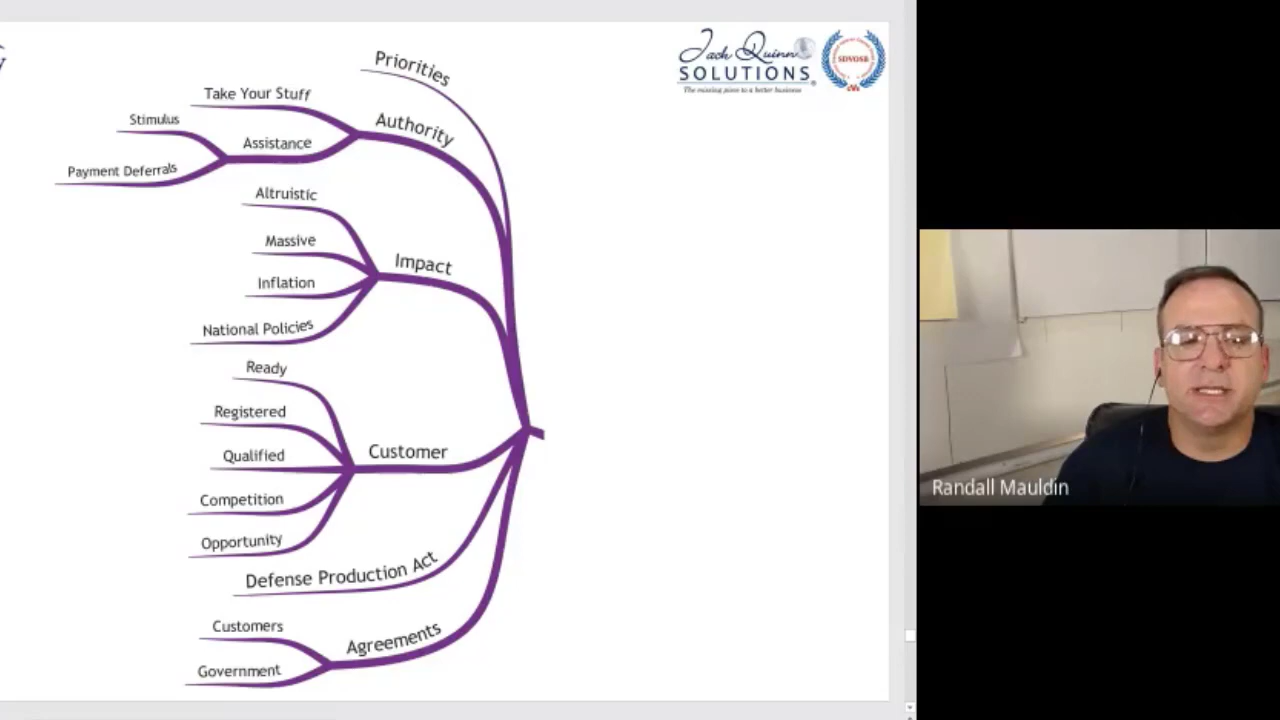 Jack Quinn
SOLUTIONS
The missing piece to a better business
SDVOSB
Priorities
Take Your Stuff
Authority
Stimulus
Assistance
Payment Deferrals
Altruistic
Massive
Impact
Inflation
National Policies
Ready
Registered
Customer
Qualified
Competition
Opportunity
Defense Production Act
Customers
Agreements
Government
Randall Mauldin